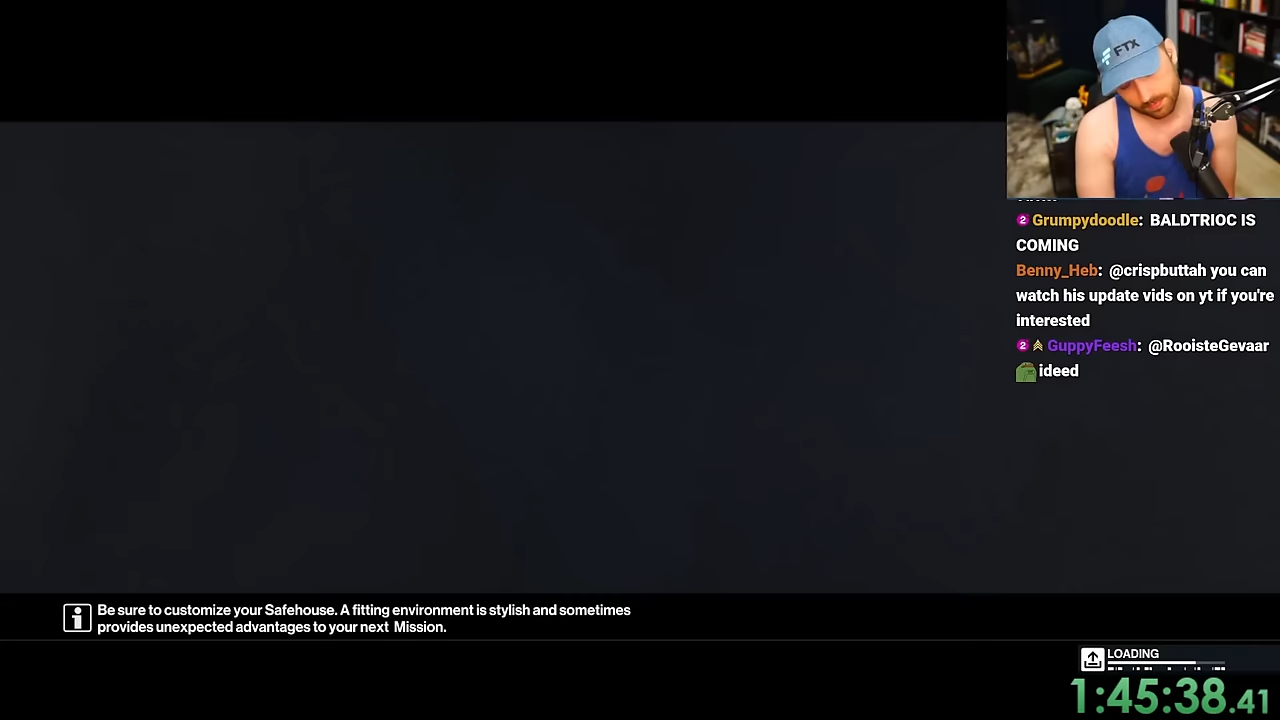 FTX
Grumpydoodle: BALDTRIOC IS
COMING
Benny_Heb: @crispbuttah you can
watch his update vids on yt if you're
interested
GuppyFeesh: @RooisteGevaar
ideed
Be sure to customize your Safehouse. A fitting environment is stylish and sometimes
provides unexpected advantages to your next Mission.
LOADING
1:45:38.41